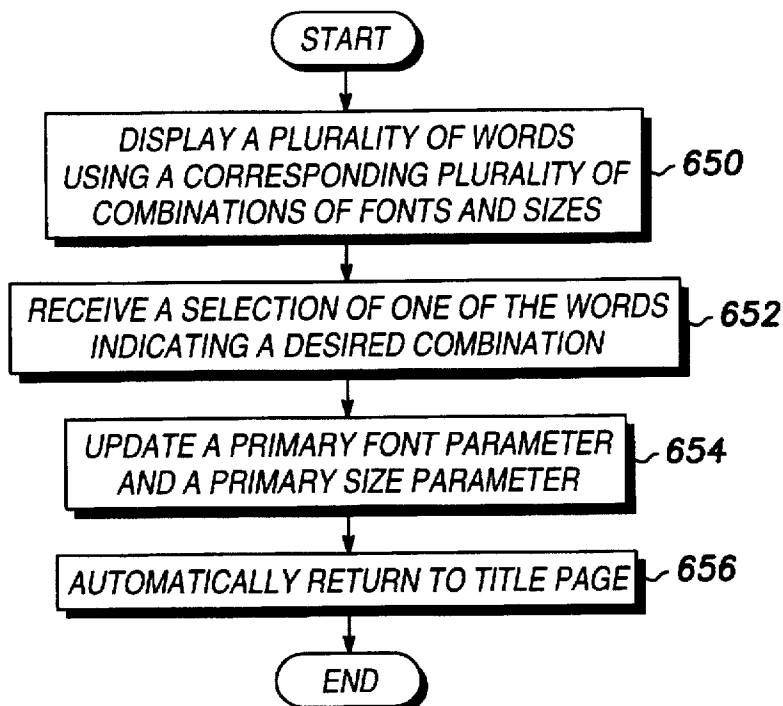 START
DISPLAY A PLURALITY OF WORDS
USING A CORRESPONDING PLURALITY OF
COMBINATIONS OF FONTS AND SIZES
650
RECEIVE A SELECTION OF ONE OF THE WORDS
INDICATING A DESIRED COMBINATION
652
UPDATE A PRIMARY FONT PARAMETER
AND A PRIMARY SIZE PARAMETER
654
AUTOMATICALLY RETURN TO TITLE PAGE
656
END